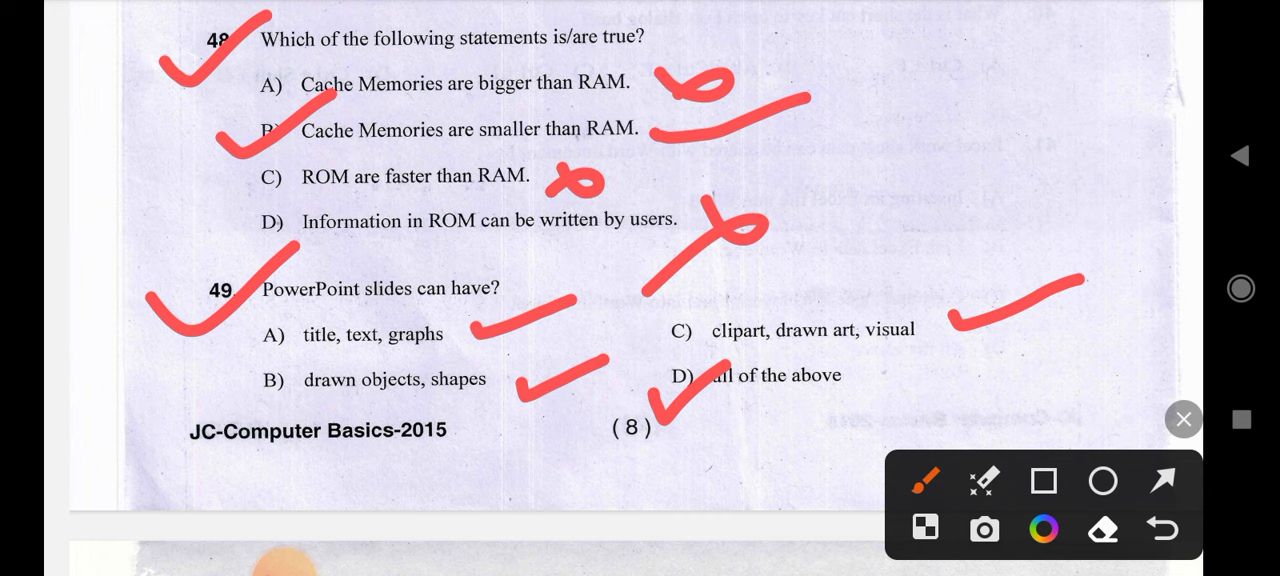 48 Which of the following statements is/are true?
A) Cache Memories are bigger than RAM.
B) Cache Memories are smaller than RAM.
C) ROM are faster than RAM.
D) Information in ROM can be written by users.
49 PowerPoint slides can have?
A) title, text, graphs
C) clipart, drawn art, visual
B) drawn objects, shapes
D) all of the above
JC-Computer Basics-2015
( 8 )